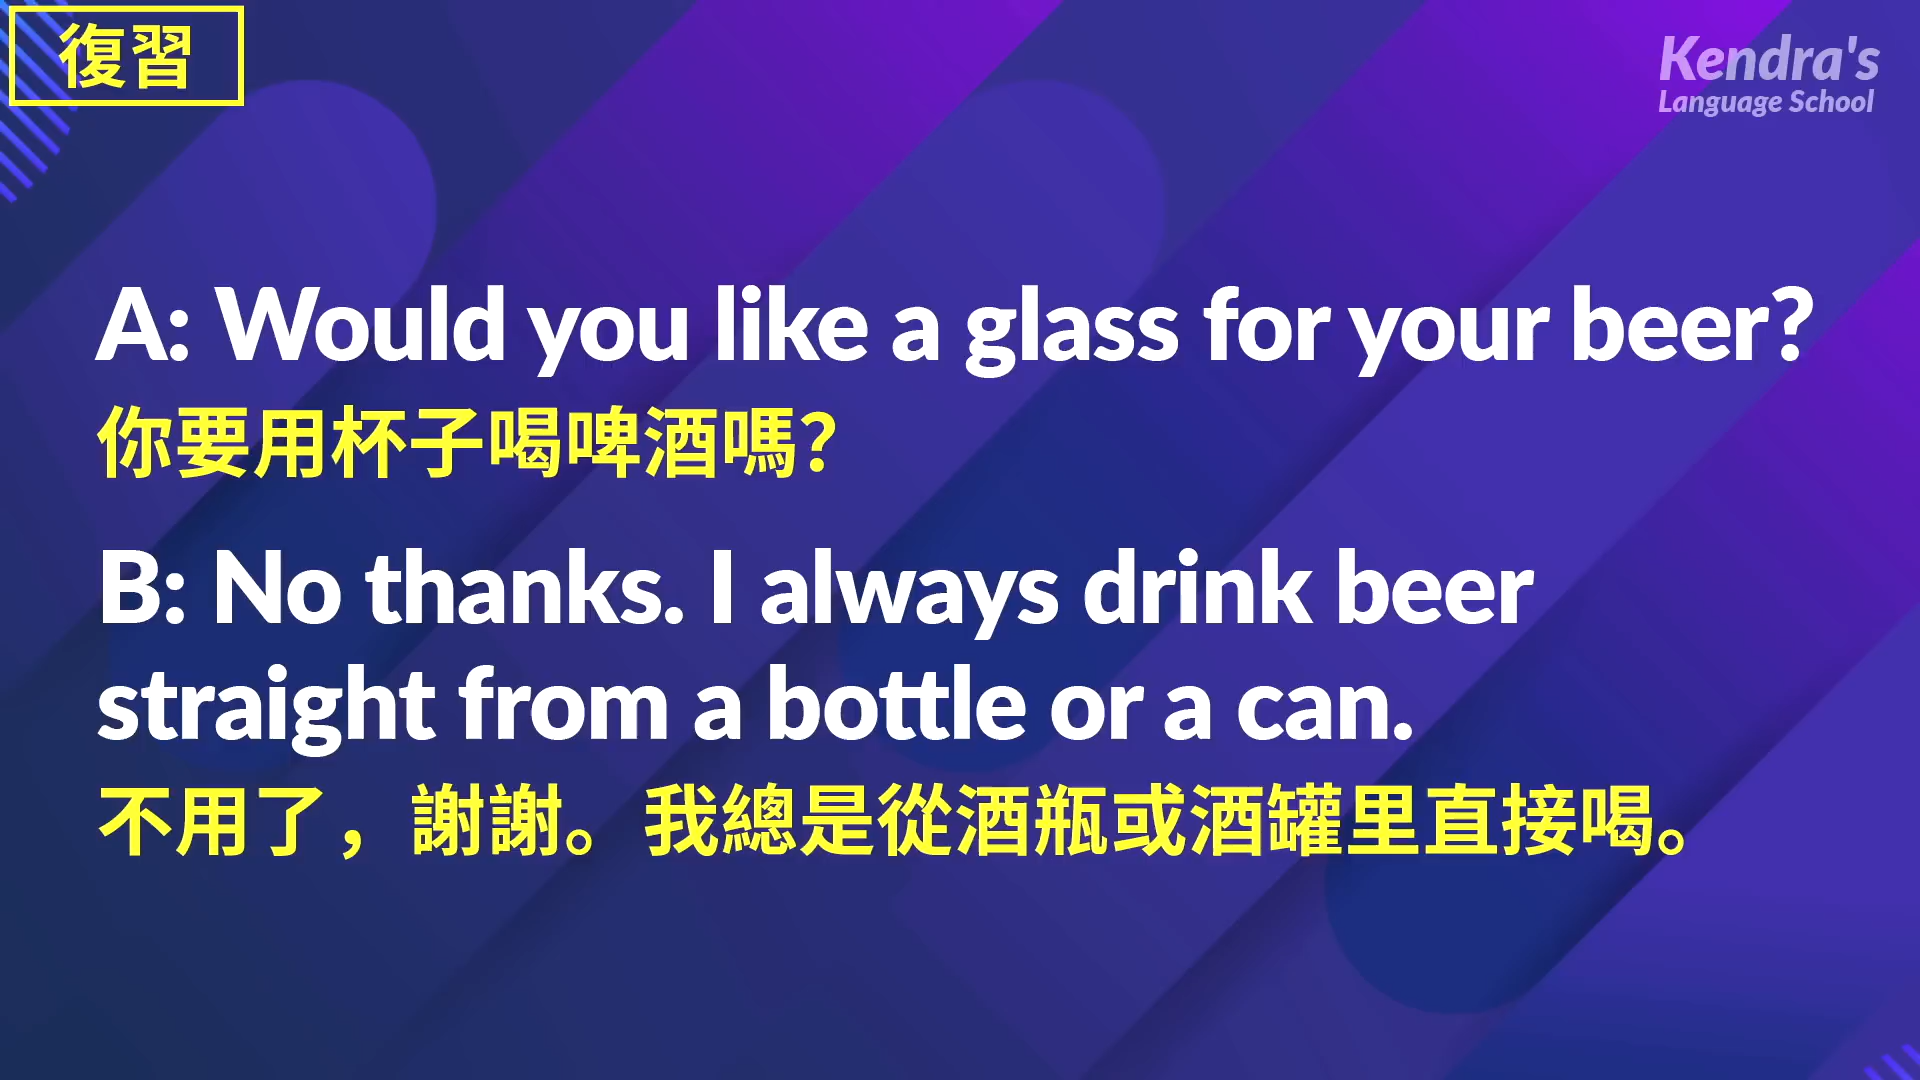 復習
Kendra's
Language School
A: Would you like a glass for your beer?
你要用杯子喝啤酒嗎？
B: No thanks. I always drink beer
straight from a bottle or a can.
不用了，謝謝。我總是從酒瓶或酒罐里直接喝。